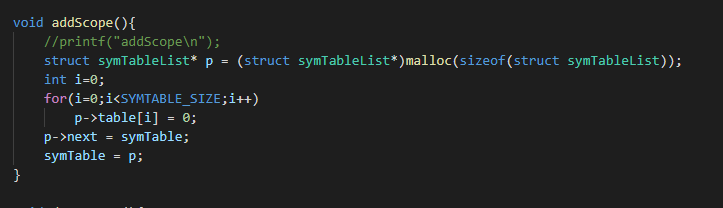 void addScope(){
    //printf("addScope\n");
    struct symTableList* p = (struct symTableList*)malloc(sizeof(struct symTableList));
    int i=0;
    for(i=0;i<SYMTABLE_SIZE;i++)
        p->table[i] = 0;
    p->next = symTable;
    symTable = p;
}